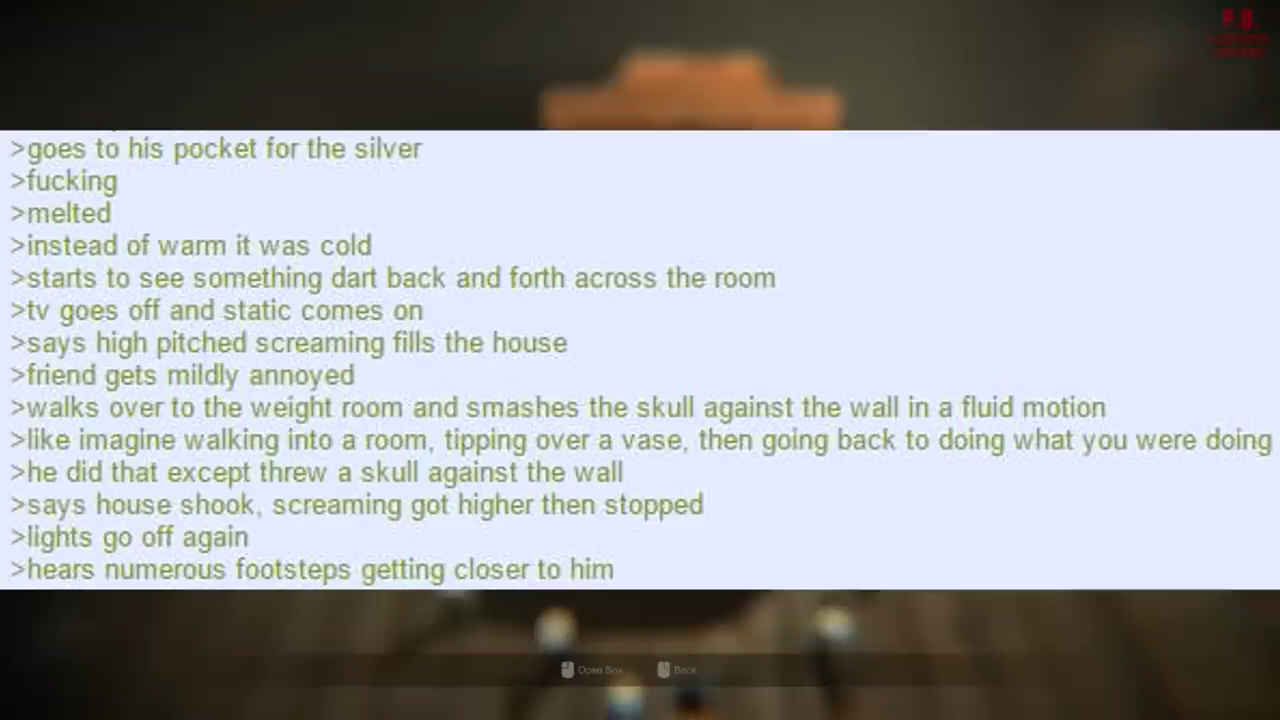 P.B.
>goes to his pocket for the silver
>fucking
>melted
>instead of warm it was cold
>starts to see something dart back and forth across the room
>tv goes off and static comes on
>says high pitched screaming fills the house
>friend gets mildly annoyed
>walks over to the weight room and smashes the skull against the wall in a fluid motion
>like imagine walking into a room, tipping over a vase, then going back to doing what you were doing
>he did that except threw a skull against the wall
>says house shook, screaming got higher then stopped
>lights go off again
>hears numerous footsteps getting closer to him
Open Box Back